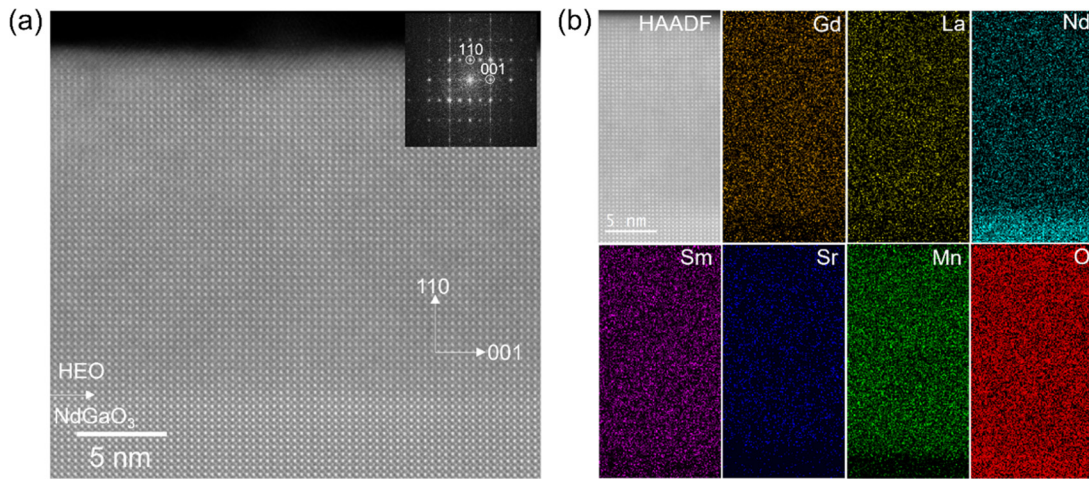 (a)
110
001
110
001
HEO
NdGaO3
5 nm
(b)
HAADF
Gd
La
Nd
5 nm
Sm
Sr
Mn
O